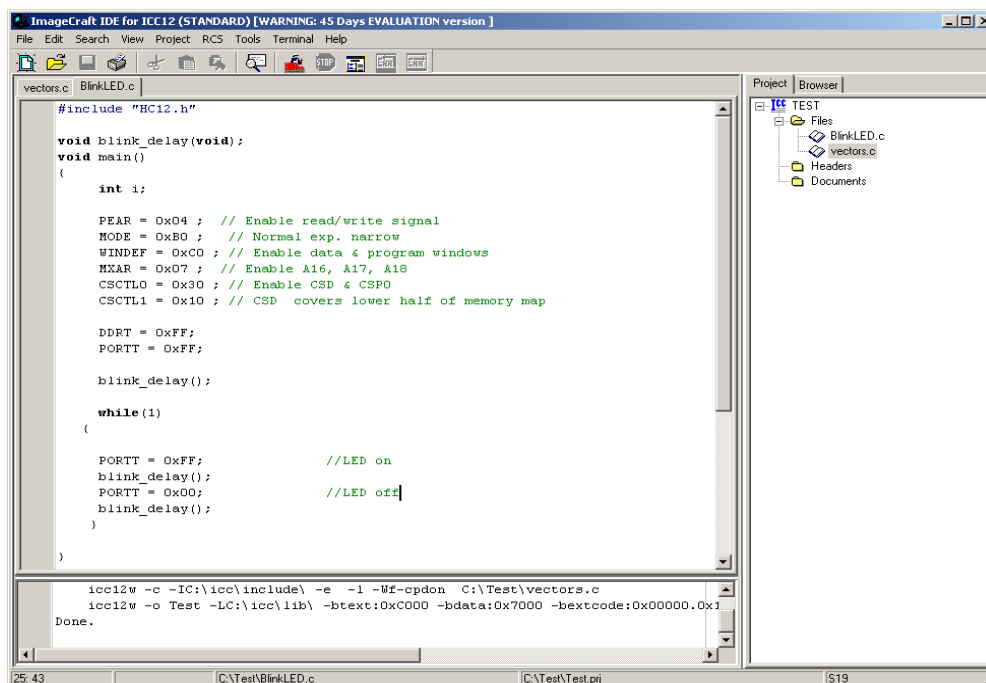 ImageCraft IDE for ICC12 (STANDARD) [WARNING: 45 Days EVALUATION version ]
File Edit Search View Project RCS Tools Terminal Help
STOP ERR ERR
vectors.c BlinkLED.c
#include "HC12.h"
void blink_delay(void);
void main()
{
int i;
PEAR = 0x04 ; // Enable read/write signal
MODE = 0xB0 ; // Normal exp. narrow
WINDEF = 0xC0 ; // Enable data & program windows
MXAR = 0x07 ; // Enable A16, A17, A18
CSCTL0 = 0x30 ; // Enable CSD & CSP0
CSCTL1 = 0x10 ; // CSD covers lower half of memory map
DDRT = 0xFF;
PORTT = 0xFF;
blink_delay();
while(1)
{
PORTT = 0xFF; //LED on
blink_delay();
PORTT = 0x00; //LED off
blink_delay();
}
}
Project Browser
ICC TEST
Files
BlinkLED.c
vectors.c
Headers
Documents
icc12w -c -IC:\icc\include\ -e -l -Wf-cpdon C:\Test\vectors.c
icc12w -o Test -LC:\icc\lib\ -btext:0xC000 -bdata:0x7000 -bextcode:0x00000.0x1
Done.
25: 43 C:\Test\BlinkLED.c C:\Test\Test.prj S19